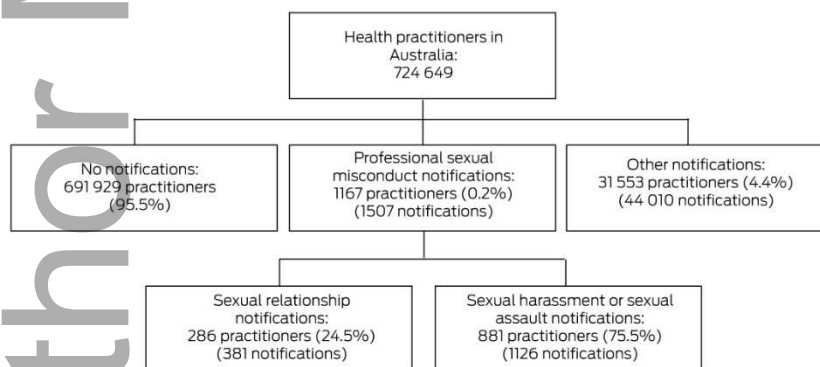 Health practitioners in
Australia:
724 649
No notifications:
691 929 practitioners
(95.5%)
Professional sexual
misconduct notifications:
1167 practitioners (0.2%)
(1507 notifications)
Other notifications:
31 553 practitioners (4.4%)
(44 010 notifications)
Sexual relationship
notifications:
286 practitioners (24.5%)
(381 notifications)
Sexual harassment or sexual
assault notifications:
881 practitioners (75.5%)
(1126 notifications)
thor